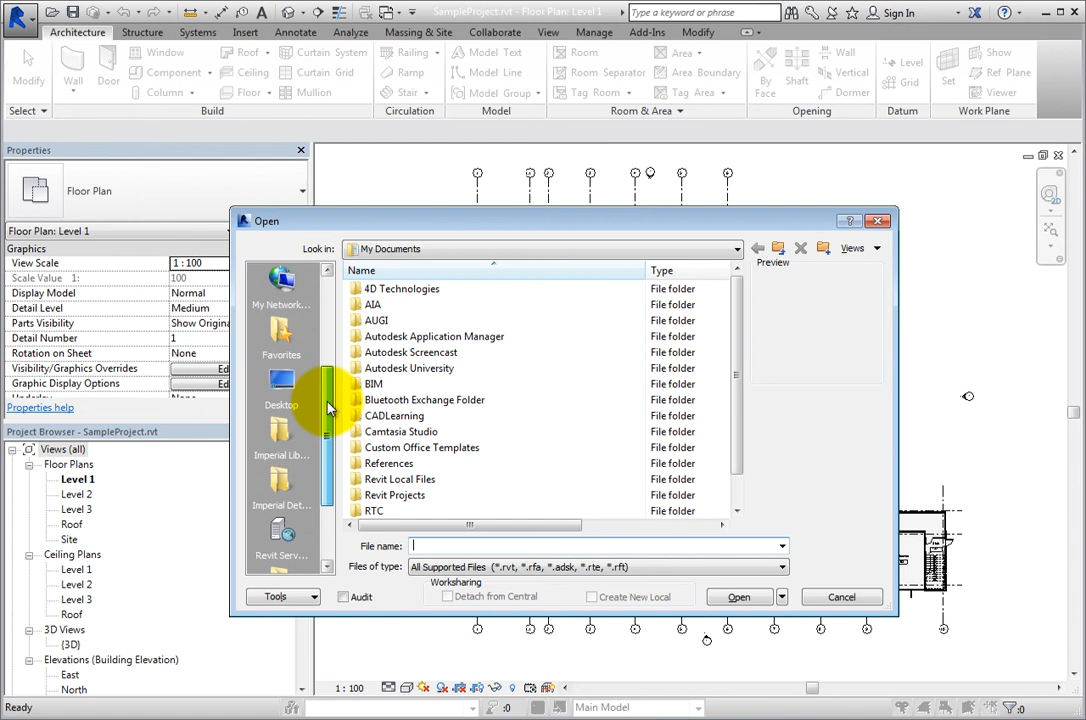 SampleProject.rvt - Floor Plan: Level 1
Type a keyword or phrase
Sign In
Architecture Structure Systems Insert Annotate Analyze Massing & Site Collaborate View Manage Add-Ins Modify
Modify
Wall
Door
Window
Component
Column
Roof
Ceiling
Floor
Curtain System
Curtain Grid
Mullion
Railing
Ramp
Stair
Model Text
Model Line
Model Group
Room
Room Separator
Tag Room
Area
Area Boundary
Tag Area
By Face
Shaft
Wall
Vertical
Dormer
Level
Grid
Set
Show
Ref Plane
Viewer
Select Build Circulation Model Room & Area Opening Datum Work Plane
Properties
Floor Plan
Floor Plan: Level 1
Graphics
View Scale 1 : 100
Scale Value 1: 100
Display Model Normal
Detail Level Medium
Parts Visibility Show Original
Detail Number 1
Rotation on Sheet None
Visibility/Graphics Overrides Ed
Graphic Display Options Ed
Properties help
Project Browser - SampleProject.rvt
Views (all)
Floor Plans
Level 1
Level 2
Level 3
Roof
Site
Ceiling Plans
Level 1
Level 2
Level 3
Roof
3D Views
{3D}
Elevations (Building Elevation)
East
North
Open
Look in: My Documents
Views
My Network...
Favorites
Desktop
Imperial Lib...
Imperial Det...
Revit Serv...
Name Type
4D Technologies File folder
AIA File folder
AUGI File folder
Autodesk Application Manager File folder
Autodesk Screencast File folder
Autodesk University File folder
BIM File folder
Bluetooth Exchange Folder File folder
CADLearning File folder
Camtasia Studio File folder
Custom Office Templates File folder
References File folder
Revit Local Files File folder
Revit Projects File folder
RTC File folder
Preview
File name:
Files of type: All Supported Files (*.rvt, *.rfa, *.adsk, *.rte, *.rft)
Worksharing
Tools Audit Detach from Central Create New Local Open Cancel
2D
1 : 100
Ready
:0 Main Model :0